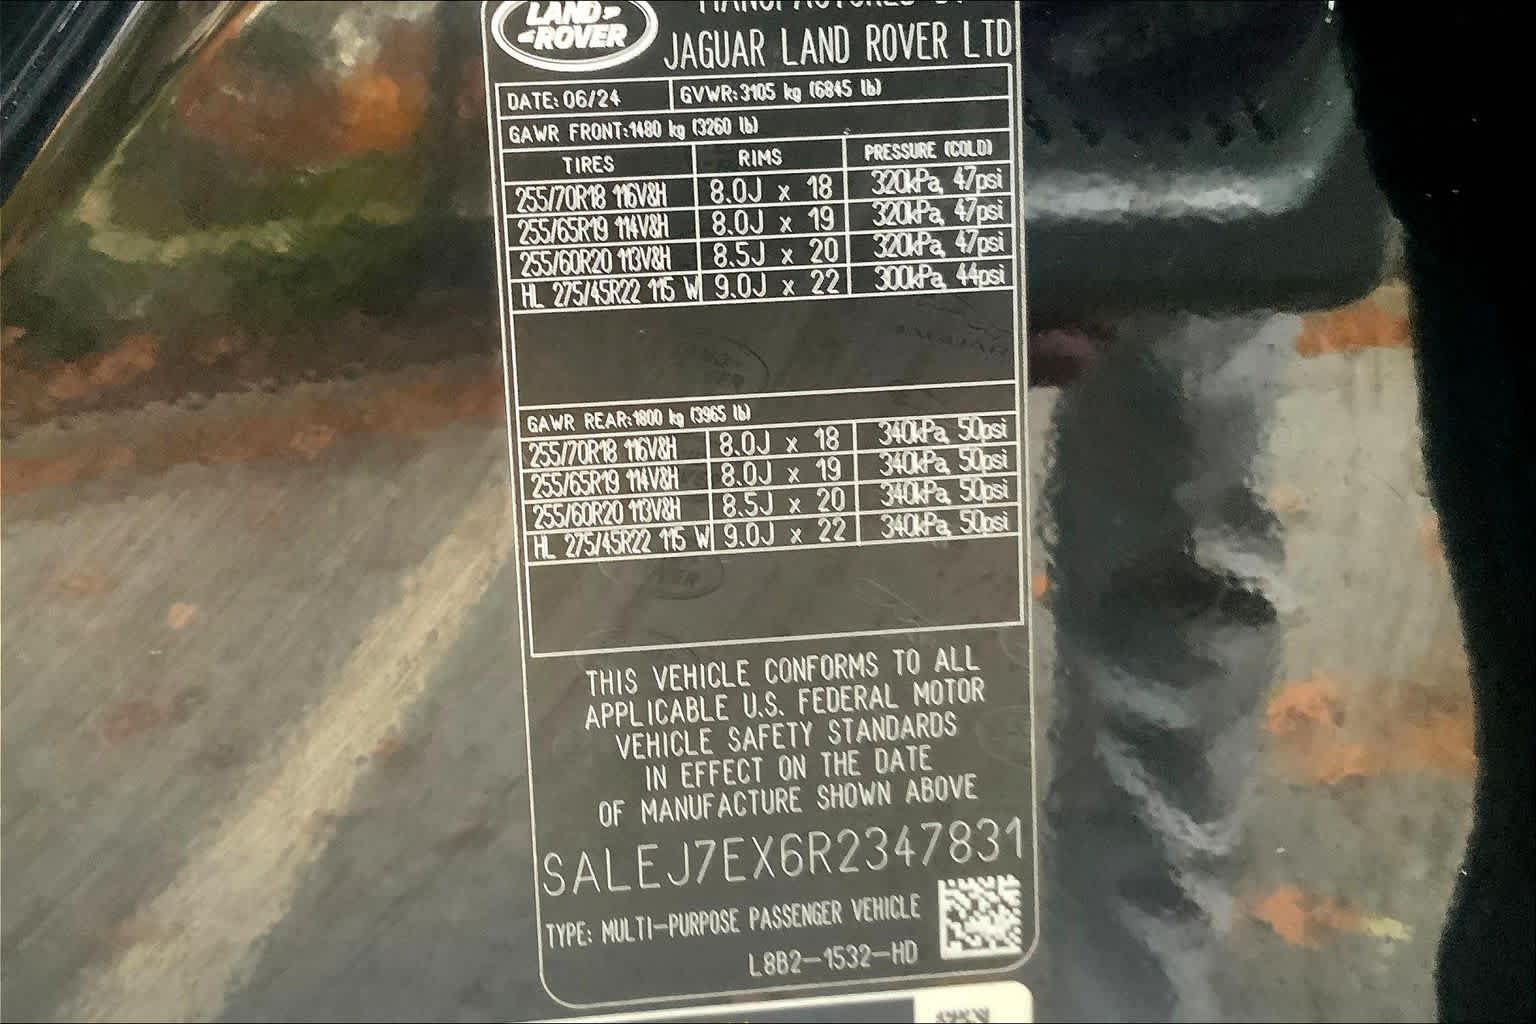 LAND
ROVER
MANUFACTURED BY
JAGUAR LAND ROVER LTD
DATE: 06/24 GVWR: 3105 kg (6845 lb)
GAWR FRONT: 1480 kg (3260 lb)
TIRES RIMS PRESSURE (COLD)
255/70R18 116V&H 8.0J x 18 320kPa, 47psi
255/65R19 114V&H 8.0J x 19 320kPa, 47psi
255/60R20 113V&H 8.5J x 20 320kPa, 47psi
HL 275/45R22 115 W 9.0J x 22 300kPa, 44psi
GAWR REAR: 1800 kg (3965 lb)
255/70R18 116V&H 8.0J x 18 340kPa, 50psi
255/65R19 114V&H 8.0J x 19 340kPa, 50psi
255/60R20 113V&H 8.5J x 20 340kPa, 50psi
HL 275/45R22 115 W 9.0J x 22 340kPa, 50psi
THIS VEHICLE CONFORMS TO ALL
APPLICABLE U.S. FEDERAL MOTOR
VEHICLE SAFETY STANDARDS
IN EFFECT ON THE DATE
OF MANUFACTURE SHOWN ABOVE
SALEJ7EX6R2347831
TYPE: MULTI-PURPOSE PASSENGER VEHICLE
L8B2-1532-HD